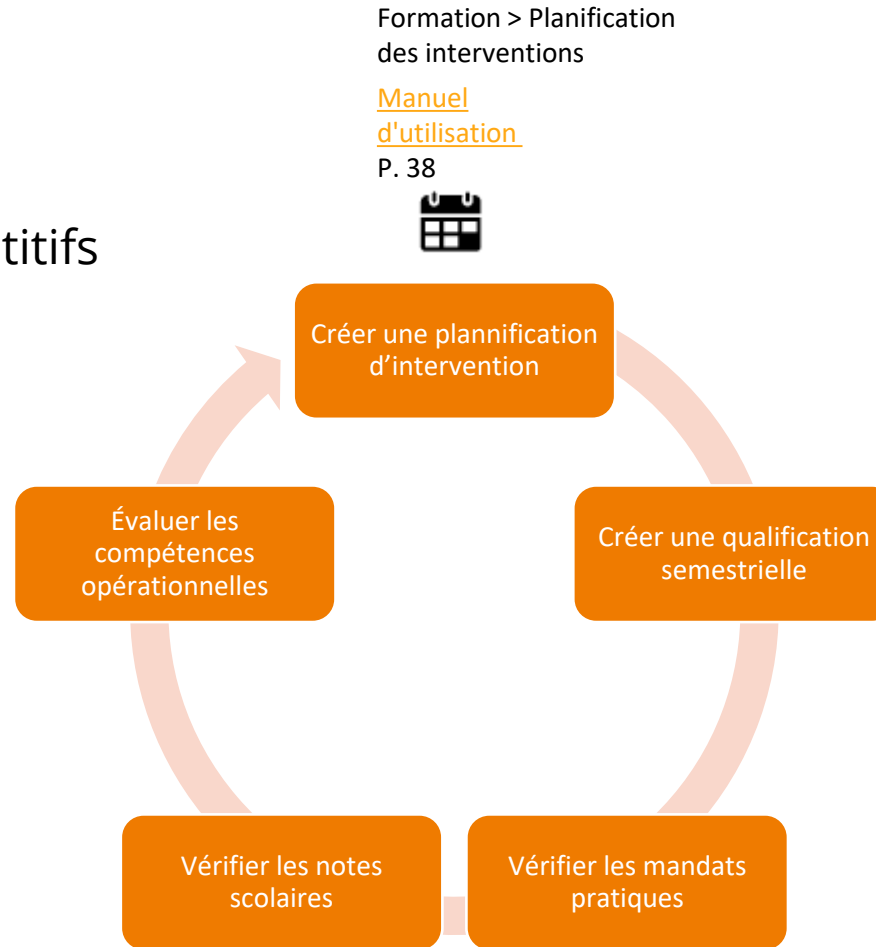 Formation > Planification
des interventions
Manuel
d'utilisation
P. 38
titifs
Créer une plannification
d’intervention
Évaluer les
compétences
opérationnelles
Créer une qualification
semestrielle
Vérifier les notes
scolaires
Vérifier les mandats
pratiques